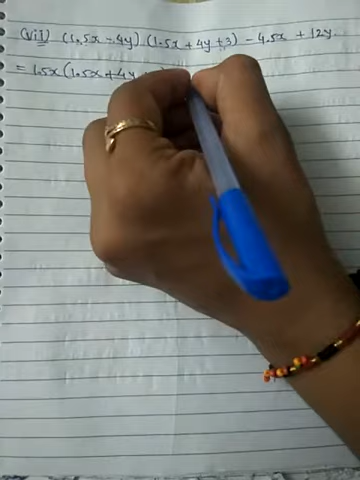 (vii) (1.5x - 4y) (1.5x + 4y + 3) - 4.5x + 12y.
= 1.5x (1.5x + 4y